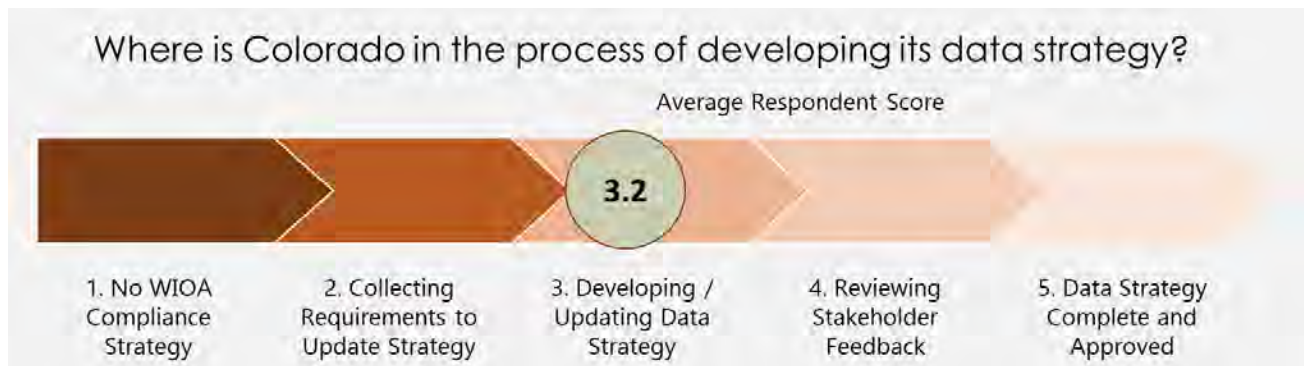 Where is Colorado in the process of developing its data strategy?
Average Respondent Score
3.2
1. No WIOA
Compliance
Strategy
2. Collecting
Requirements to
Update Strategy
3. Developing /
Updating Data
Strategy
4. Reviewing
Stakeholder
Feedback
5. Data Strategy
Complete and
Approved